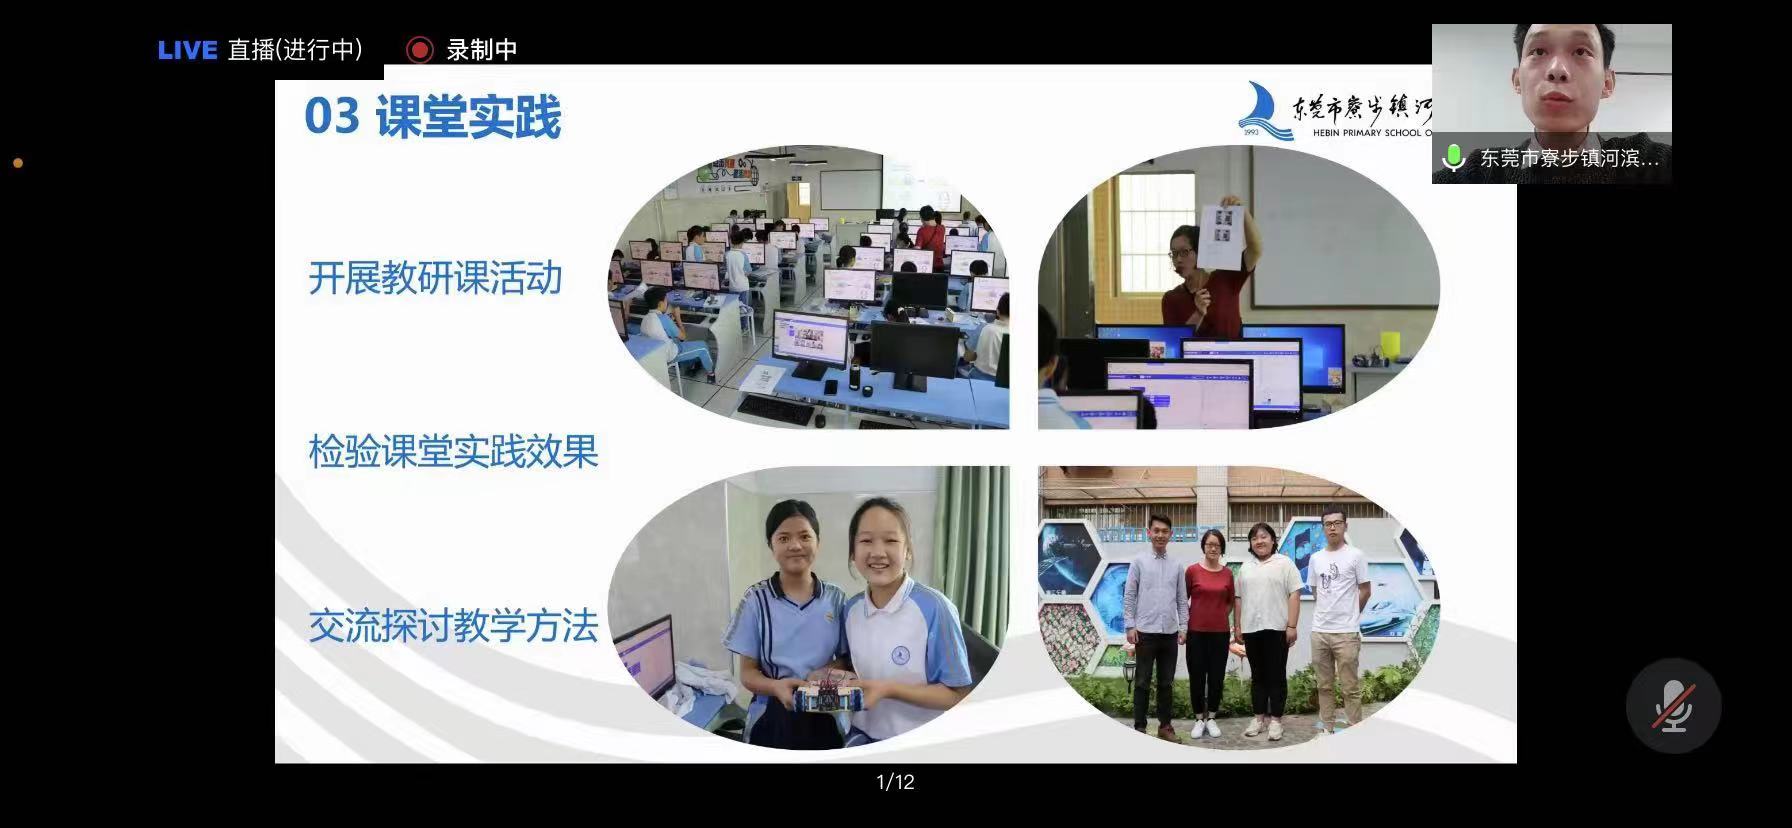 LIVE 直播(进行中) 录制中
03 课堂实践
1993
东莞市寮步镇河
HEBIN PRIMARY SCHOOL O
东莞市寮步镇河滨...
开展教研课活动
检验课堂实践效果
交流探讨教学方法
1/12